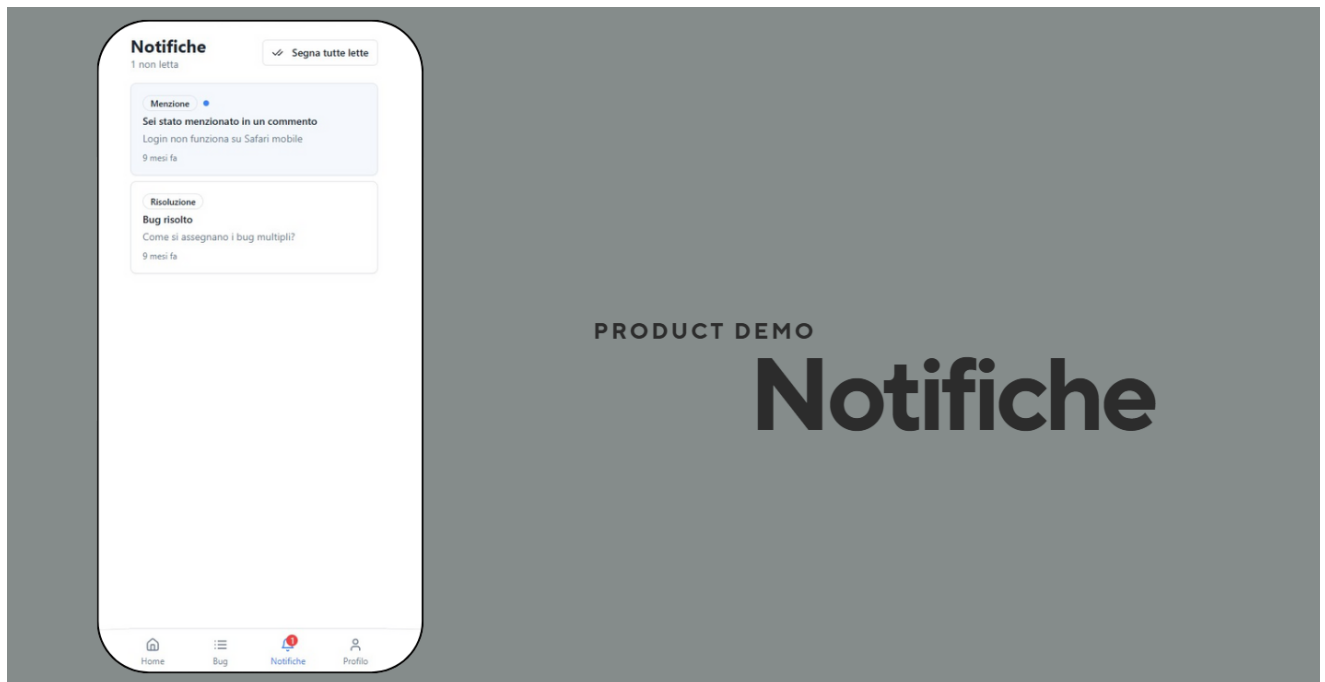 Notifiche
1 non letta
Segna tutte lette
Menzione
Sei stato menzionato in un commento
Login non funziona su Safari mobile
9 mesi fa
Risoluzione
Bug risolto
Come si assegnano i bug multipli?
9 mesi fa
1
Home Bug Notifiche Profilo
PRODUCT DEMO
Notifiche